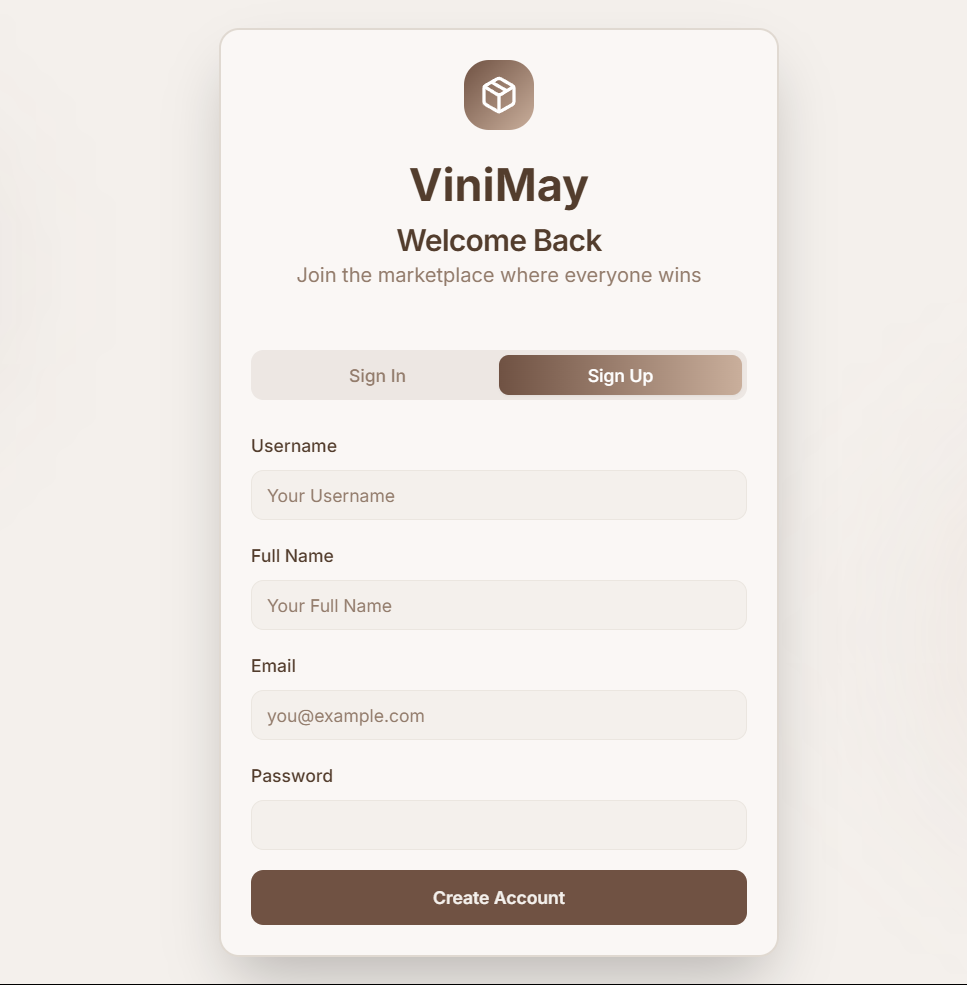 ViniMay
Welcome Back
Join the marketplace where everyone wins
Sign In
Sign Up
Username
Your Username
Full Name
Your Full Name
Email
you@example.com
Password
Create Account